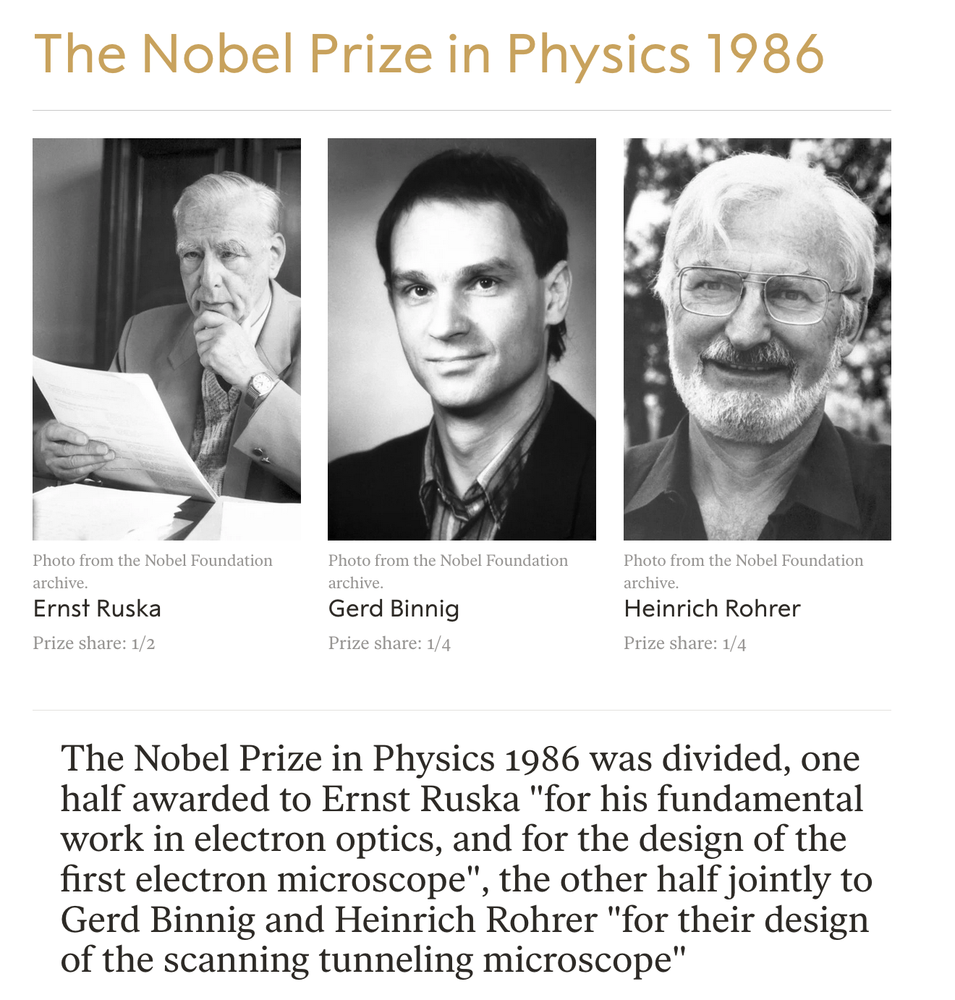 The Nobel Prize in Physics 1986
Photo from the Nobel Foundation
archive.
Ernst Ruska
Prize share: 1/2
Photo from the Nobel Foundation
archive.
Gerd Binnig
Prize share: 1/4
Photo from the Nobel Foundation
archive.
Heinrich Rohrer
Prize share: 1/4
The Nobel Prize in Physics 1986 was divided, one
half awarded to Ernst Ruska "for his fundamental
work in electron optics, and for the design of the
first electron microscope", the other half jointly to
Gerd Binnig and Heinrich Rohrer "for their design
of the scanning tunneling microscope"